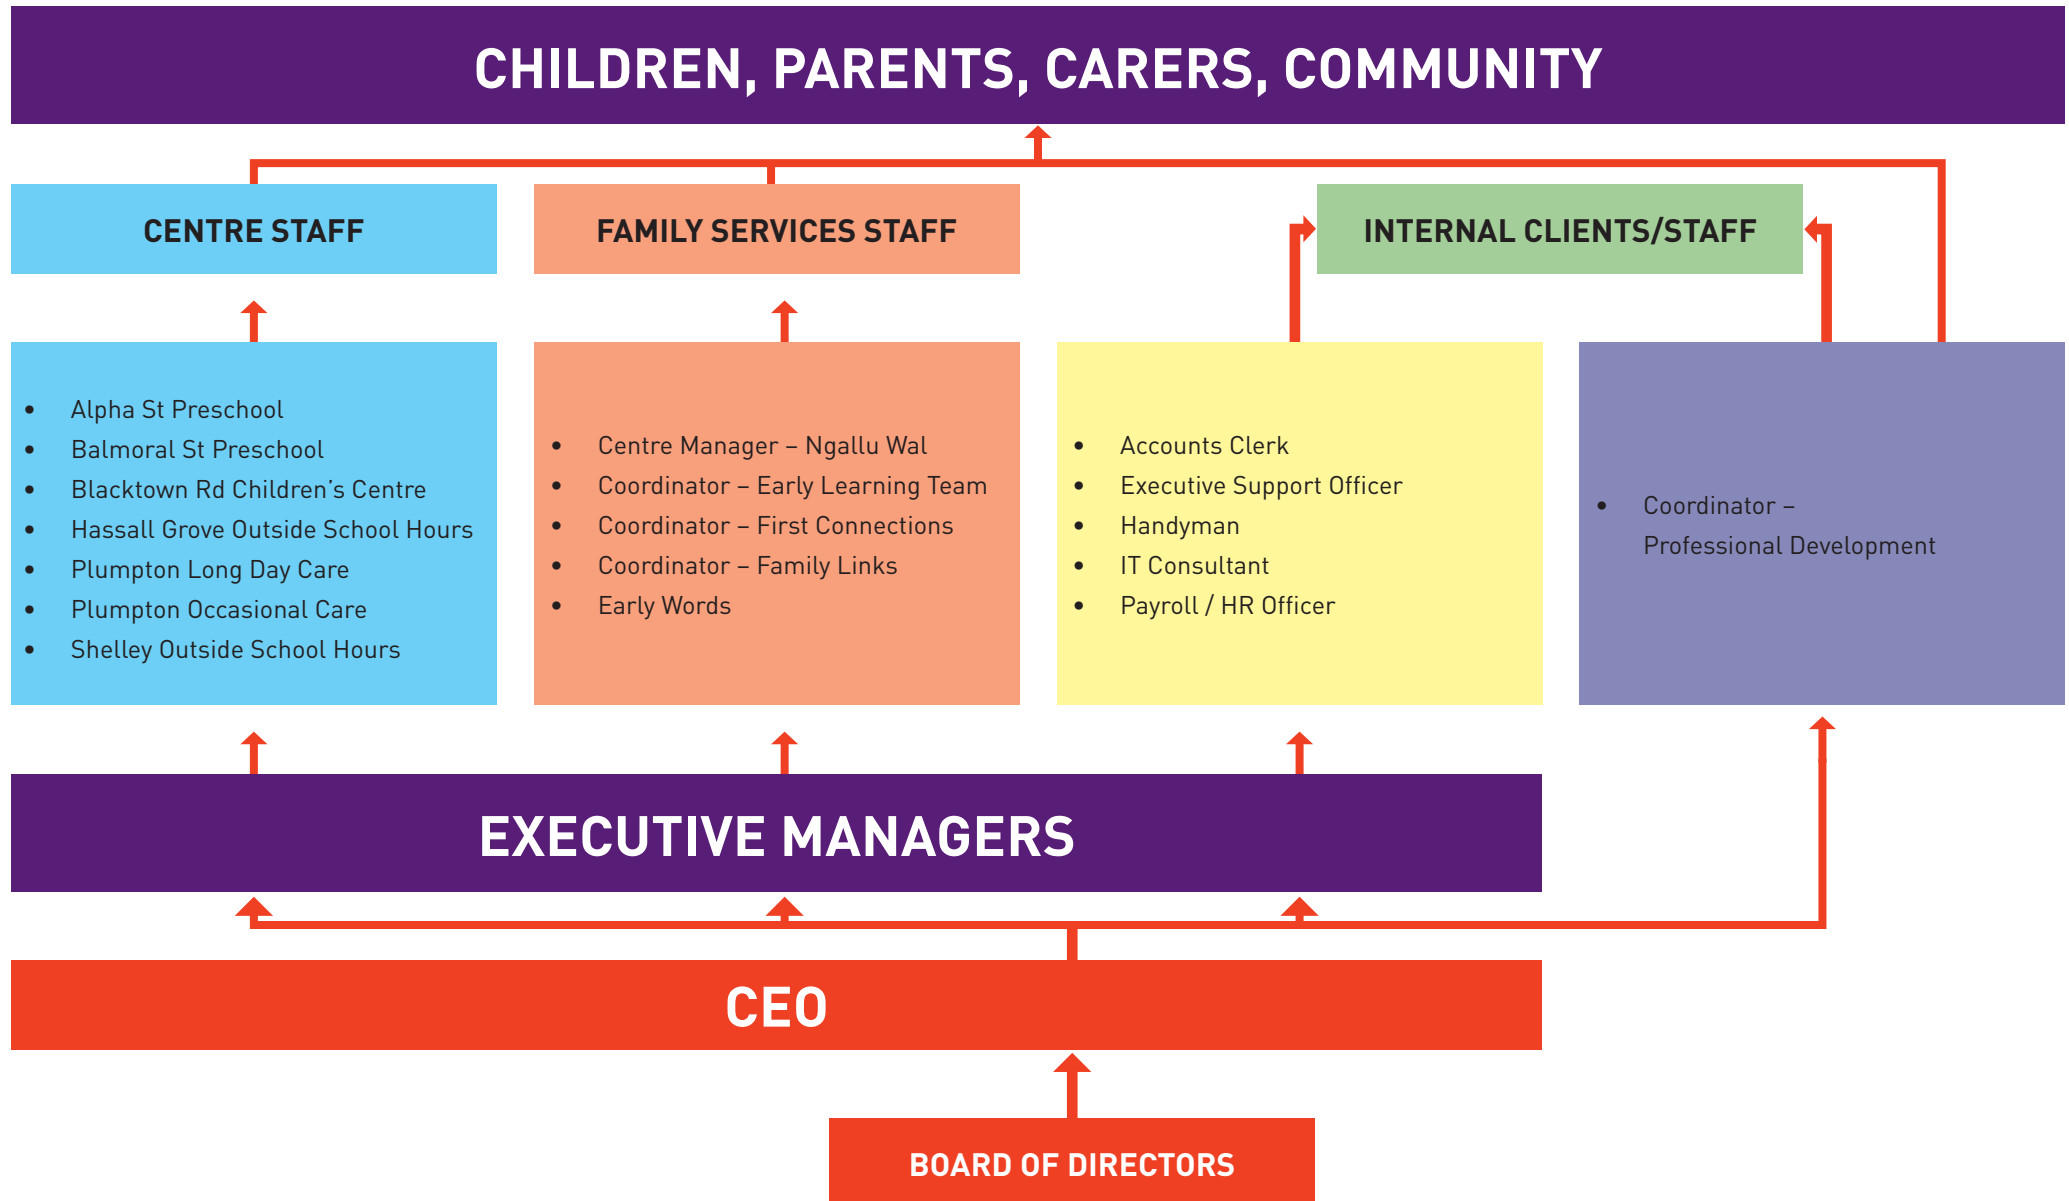 CHILDREN, PARENTS, CARERS, COMMUNITY
CENTRE STAFF
FAMILY SERVICES STAFF
INTERNAL CLIENTS/STAFF
• Alpha St Preschool
• Balmoral St Preschool
• Blacktown Rd Children’s Centre
• Hassall Grove Outside School Hours
• Plumpton Long Day Care
• Plumpton Occasional Care
• Shelley Outside School Hours
• Centre Manager – Ngallu Wal
• Coordinator – Early Learning Team
• Coordinator – First Connections
• Coordinator – Family Links
• Early Words
• Accounts Clerk
• Executive Support Officer
• Handyman
• IT Consultant
• Payroll / HR Officer
• Coordinator –
Professional Development
EXECUTIVE MANAGERS
CEO
BOARD OF DIRECTORS